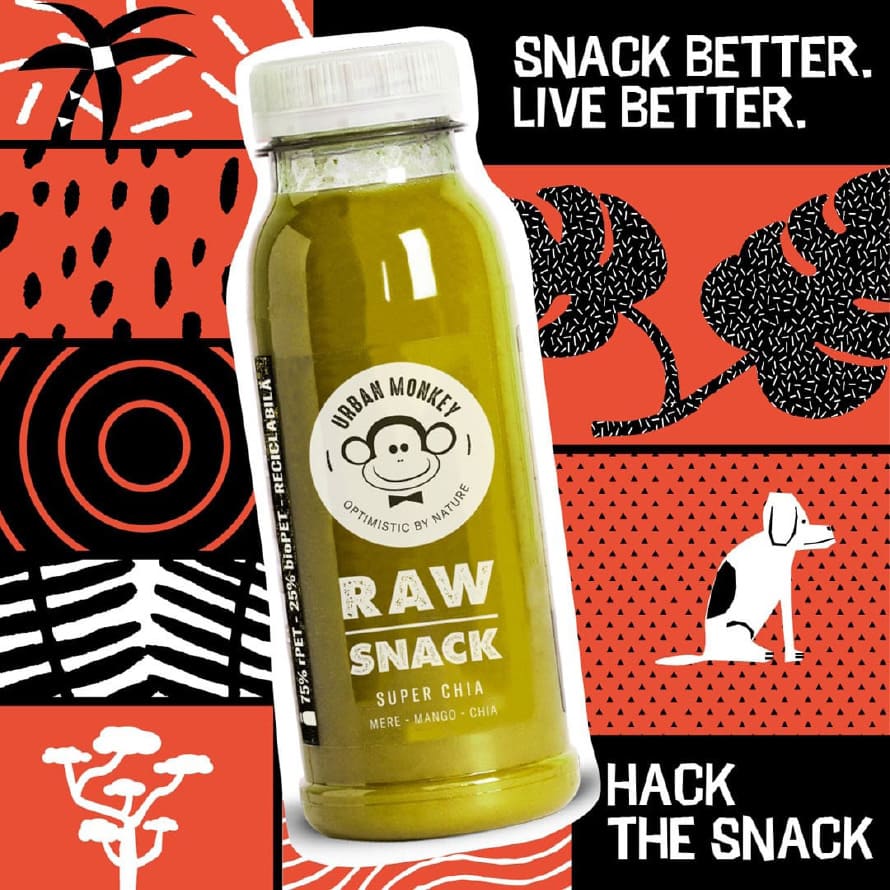 SNACK BETTER.
LIVE BETTER.
URBAN MONKEY
OPTIMISTIC BY NATURE
RAW
SNACK
SUPER CHIA
MERE - MANGO - CHIA
75% rPET - 25% bioPET - RECICLABILĂ
HACK
THE SNACK